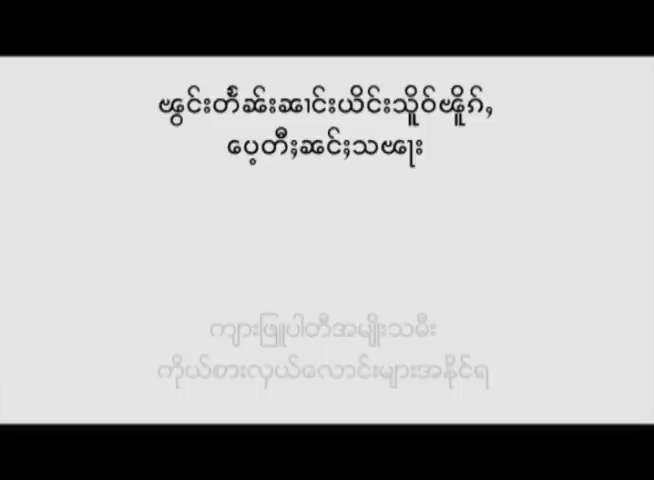 ၽွင်းတႅၼ်းၼၢင်းယိင်းသိူဝ်ၽိူၵ်ႇ
ပေႉတီႈၼင်ႈသၽႃး
ကျားဖြူပါတီအမျိုးသမီး
ကိုယ်စားလှယ်လောင်းများအနိုင်ရ